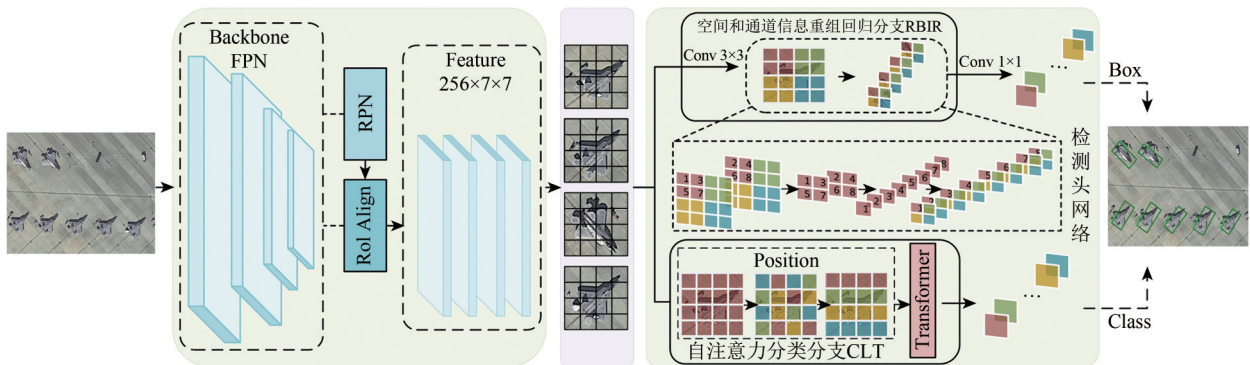 Backbone
FPN
RPN
RoI Align
Feature
256×7×7
空间和通道信息重组回归分支RBIR
Conv 3×3
Conv 1×1
...
Box
2 4
1 3 6 8
5 7
1 3 2 4
5 7 6 8
1 2 3 4 5 6 7 8
检测头网络
Position
自注意力分类分支CLT
Transformer
...
Class